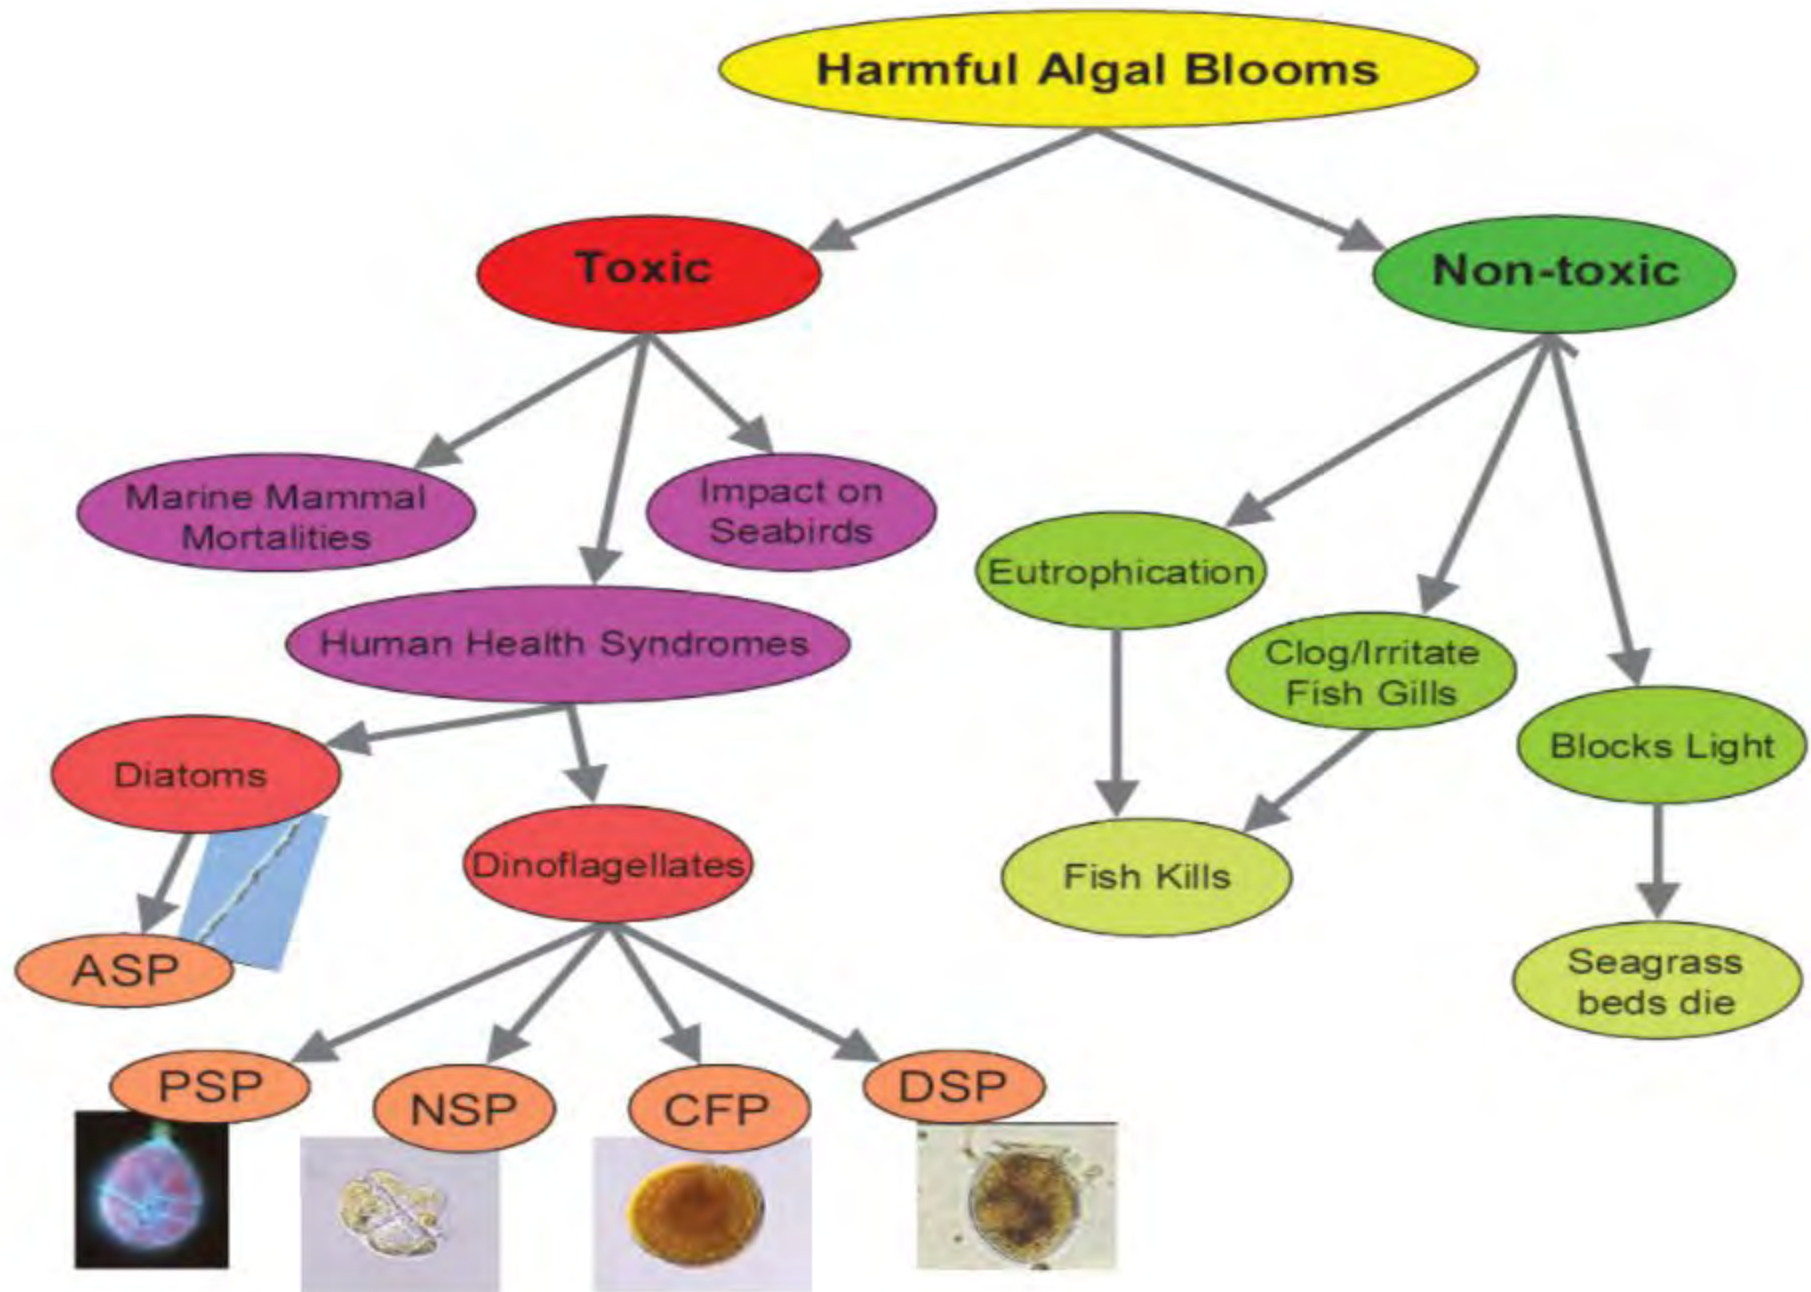 Harmful Algal Blooms
Toxic
Non-toxic
Marine Mammal
Mortalities
Impact on
Seabirds
Human Health Syndromes
Eutrophication
Clog/Irritate
Fish Gills
Blocks Light
Diatoms
Dinoflagellates
Fish Kills
Seagrass
beds die
ASP
PSP
NSP
CFP
DSP